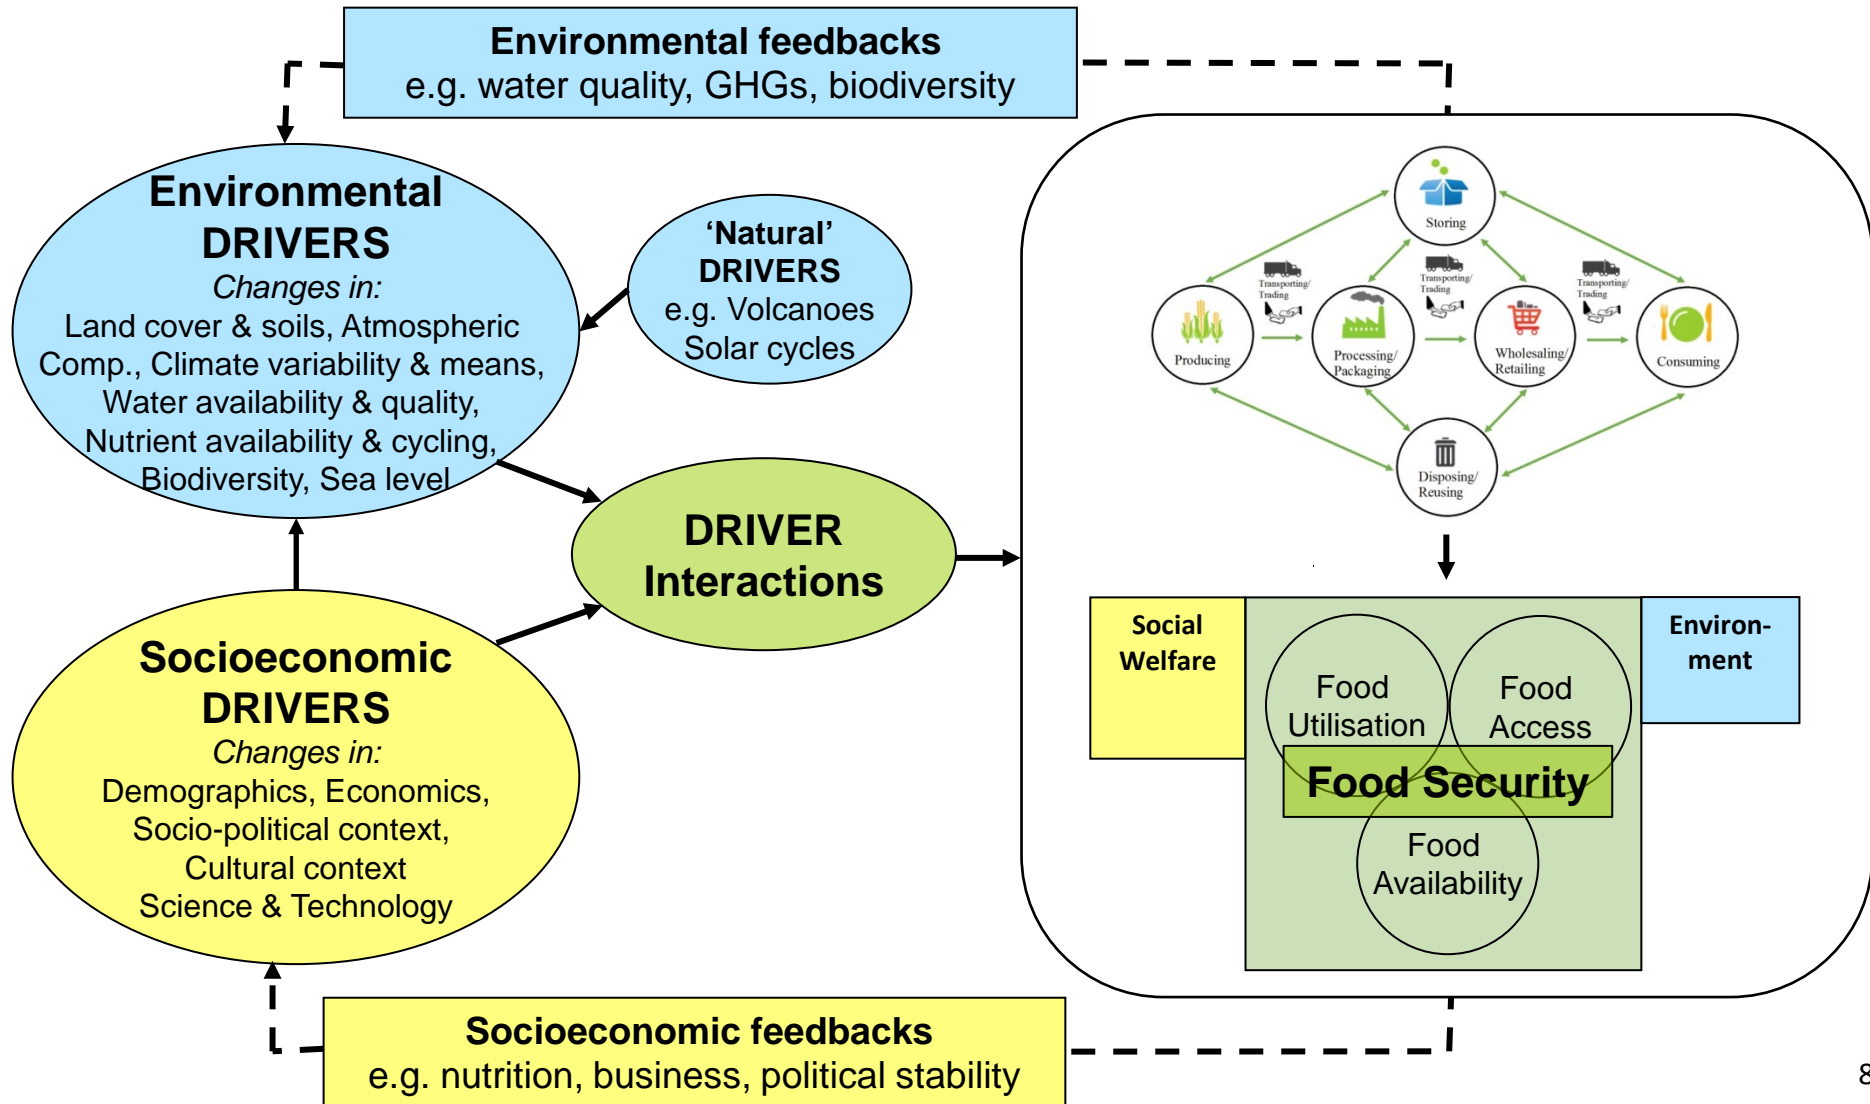 Environmental feedbacks
e.g. water quality, GHGs, biodiversity
Environmental
DRIVERS
Changes in:
Land cover & soils, Atmospheric
Comp., Climate variability & means,
Water availability & quality,
Nutrient availability & cycling,
Biodiversity, Sea level
‘Natural’
DRIVERS
e.g. Volcanoes
Solar cycles
DRIVER
Interactions
Socioeconomic
DRIVERS
Changes in:
Demographics, Economics,
Socio-political context,
Cultural context
Science & Technology
Socioeconomic feedbacks
e.g. nutrition, business, political stability
Storing
Transporting/
Trading
Transporting/
Trading
Transporting/
Trading
Producing
Processing/
Packaging
Wholesaling/
Retailing
Consuming
Disposing/
Reusing
Social
Welfare
Food
Utilisation
Food
Access
Food Security
Food
Availability
Environ-
ment
8